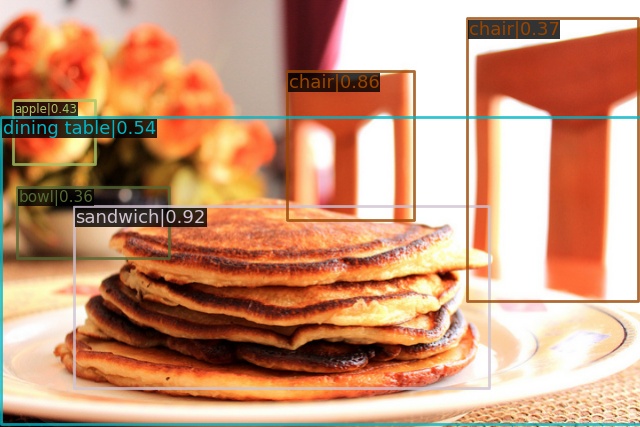 chair|0.37
chair|0.86
apple|0.43
dining table|0.54
bowl|0.36
sandwich|0.92